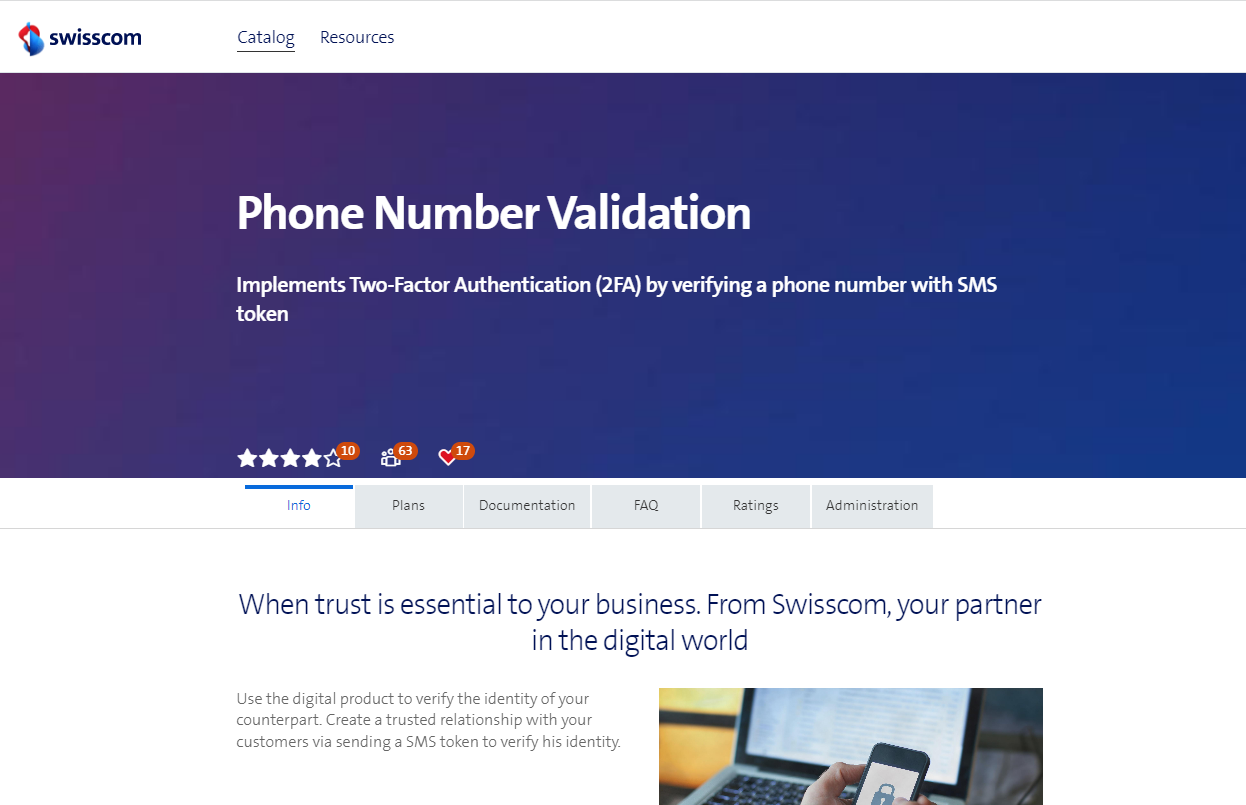 swisscom
Catalog
Resources
Phone Number Validation
Implements Two-Factor Authentication (2FA) by verifying a phone number with SMS
token
10
63
17
Info
Plans
Documentation
FAQ
Ratings
Administration
When trust is essential to your business. From Swisscom, your partner
in the digital world
Use the digital product to verify the identity of your
counterpart. Create a trusted relationship with your
customers via sending a SMS token to verify his identity.